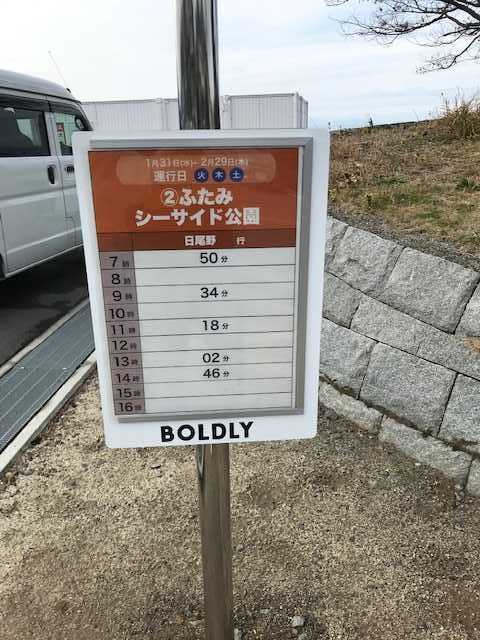 1月31日(水)~2月29日(木)
運行日 火 木 土
②ふたみ
シーサイド公園
日尾野 行
7時 50分
8時
9時 34分
10時
11時 18分
12時
13時 02分
14時 46分
15時
16時
BOLDLY